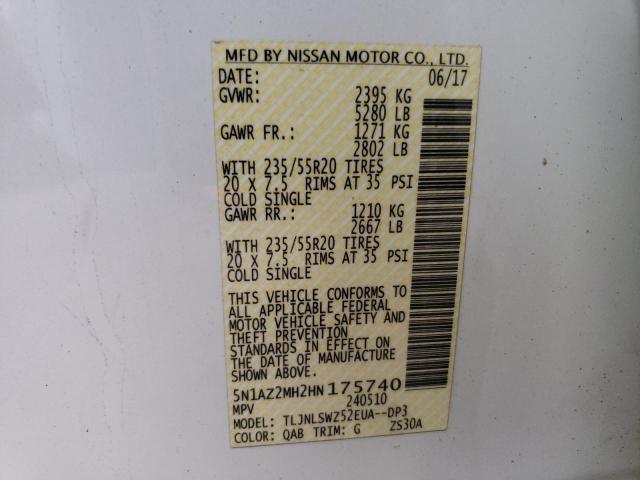 MFD BY NISSAN MOTOR CO., LTD.
DATE: 06/17
GVWR: 2395 KG
5280 LB
GAWR FR.: 1271 KG
2802 LB
WITH 235/55R20 TIRES
20 X 7.5 RIMS AT 35 PSI
COLD SINGLE
GAWR RR.: 1210 KG
2667 LB
WITH 235/55R20 TIRES
20 X 7.5 RIMS AT 35 PSI
COLD SINGLE
THIS VEHICLE CONFORMS TO
ALL APPLICABLE FEDERAL
MOTOR VEHICLE SAFETY AND
THEFT PREVENTION
STANDARDS IN EFFECT ON
THE DATE OF MANUFACTURE
SHOWN ABOVE.
5N1AZ2MH2HN175740
MPV 240510
MODEL: TLJNLSWZ52EUA--DP3
COLOR: QAB TRIM: G ZS30A